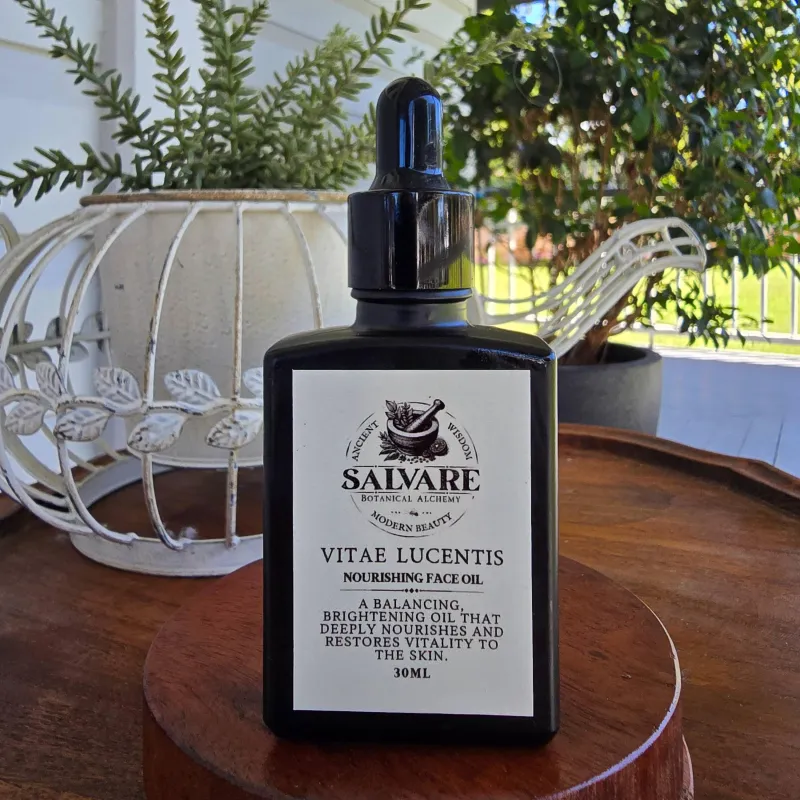 ANCIENT WISDOM
SALVARE
BOTANICAL ALCHEMY
MODERN BEAUTY
VITAE LUCENTIS
NOURISHING FACE OIL
A BALANCING,
BRIGHTENING OIL THAT
DEEPLY NOURISHES AND
RESTORES VITALITY TO
THE SKIN.
30ML